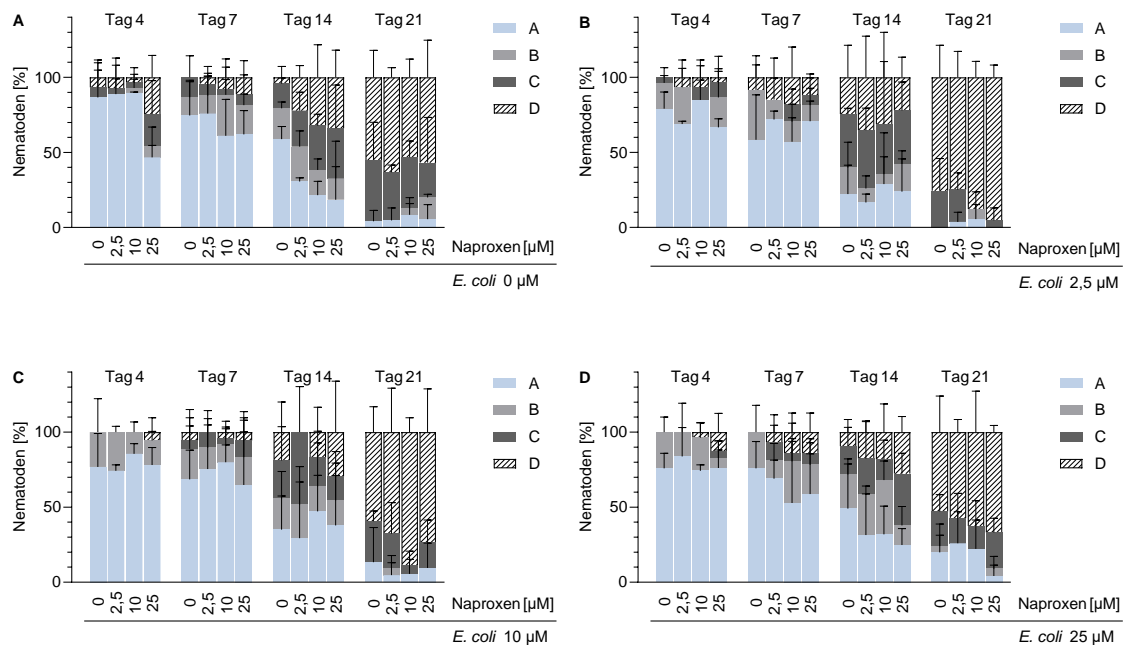 A
Tag 4 Tag 7 Tag 14 Tag 21
Nematoden [%]
100
50
0
A
B
C
D
0 2,5 10 25 0 2,5 10 25 0 2,5 10 25 0 2,5 10 25 Naproxen [µM]
E. coli 0 µM
B
Tag 4 Tag 7 Tag 14 Tag 21
Nematoden [%]
100
50
0
A
B
C
D
0 2,5 10 25 0 2,5 10 25 0 2,5 10 25 0 2,5 10 25 Naproxen [µM]
E. coli 2,5 µM
C
Tag 4 Tag 7 Tag 14 Tag 21
Nematoden [%]
100
50
0
A
B
C
D
0 2,5 10 25 0 2,5 10 25 0 2,5 10 25 0 2,5 10 25 Naproxen [µM]
E. coli 10 µM
D
Tag 4 Tag 7 Tag 14 Tag 21
Nematoden [%]
100
50
0
A
B
C
D
0 2,5 10 25 0 2,5 10 25 0 2,5 10 25 0 2,5 10 25 Naproxen [µM]
E. coli 25 µM